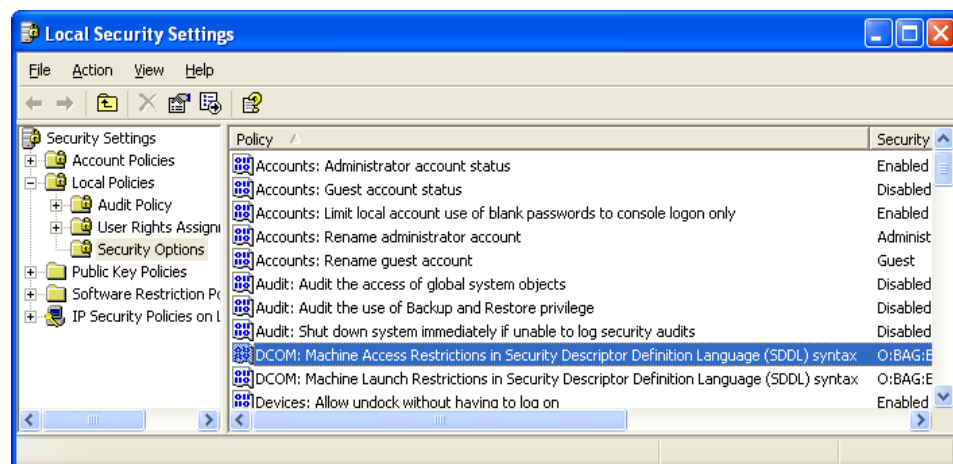 Local Security Settings
File Action View Help
Security Settings
Account Policies
Local Policies
Audit Policy
User Rights Assign
Security Options
Public Key Policies
Software Restriction Po
IP Security Policies on L
Policy Security
Accounts: Administrator account status Enabled
Accounts: Guest account status Disabled
Accounts: Limit local account use of blank passwords to console logon only Enabled
Accounts: Rename administrator account Administ
Accounts: Rename guest account Guest
Audit: Audit the access of global system objects Disabled
Audit: Audit the use of Backup and Restore privilege Disabled
Audit: Shut down system immediately if unable to log security audits Disabled
DCOM: Machine Access Restrictions in Security Descriptor Definition Language (SDDL) syntax O:BAG:E
DCOM: Machine Launch Restrictions in Security Descriptor Definition Language (SDDL) syntax O:BAG:E
Devices: Allow undock without having to log on Enabled